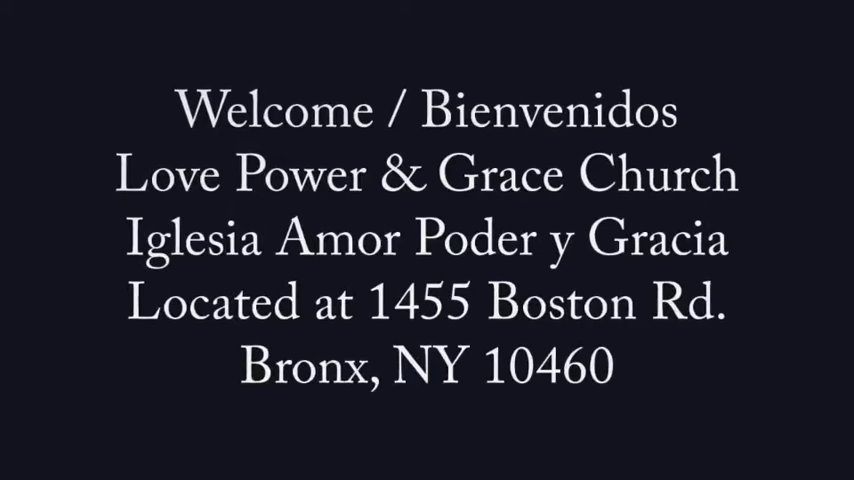 Welcome / Bienvenidos
Love Power & Grace Church
Iglesia Amor Poder y Gracia
Located at 1455 Boston Rd.
Bronx, NY 10460